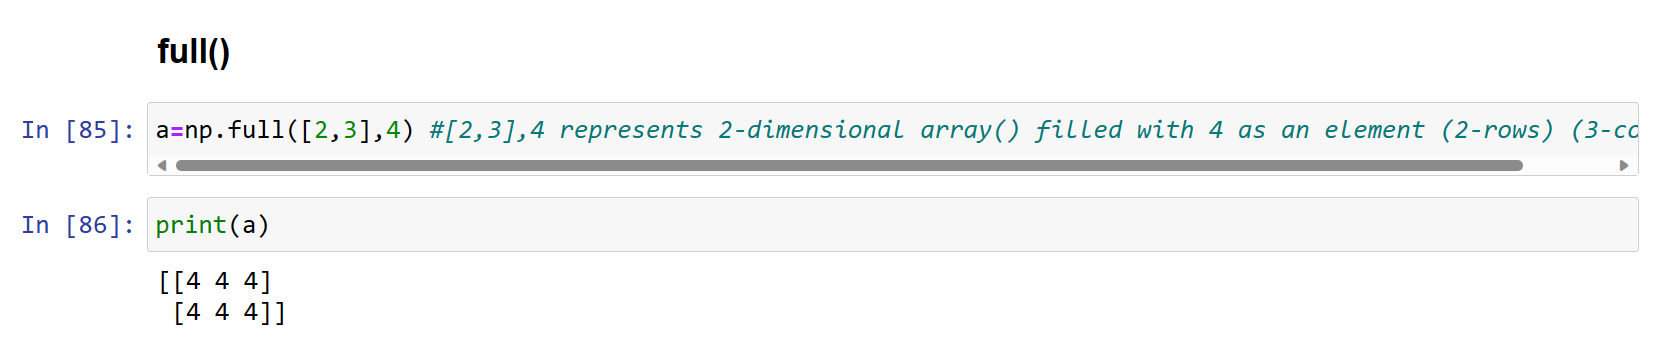 full()
In [85]: a=np.full([2,3],4) #[2,3],4 represents 2-dimensional array() filled with 4 as an element (2-rows) (3-co
In [86]: print(a)
[[4 4 4]
[4 4 4]]